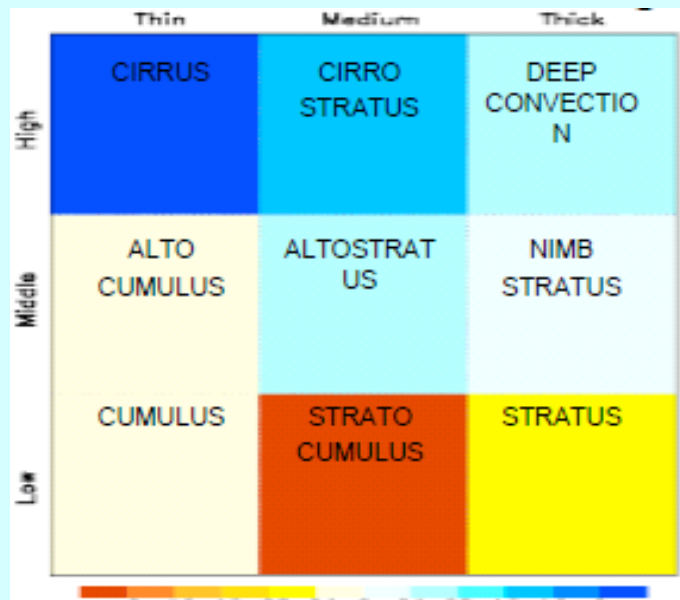 Thin Medium Thick
High
CIRRUS
CIRRO
STRATUS
DEEP
CONVECTIO
N
Middle
ALTO
CUMULUS
ALTOSTRAT
US
NIMB
STRATUS
Low
CUMULUS
STRATO
CUMULUS
STRATUS